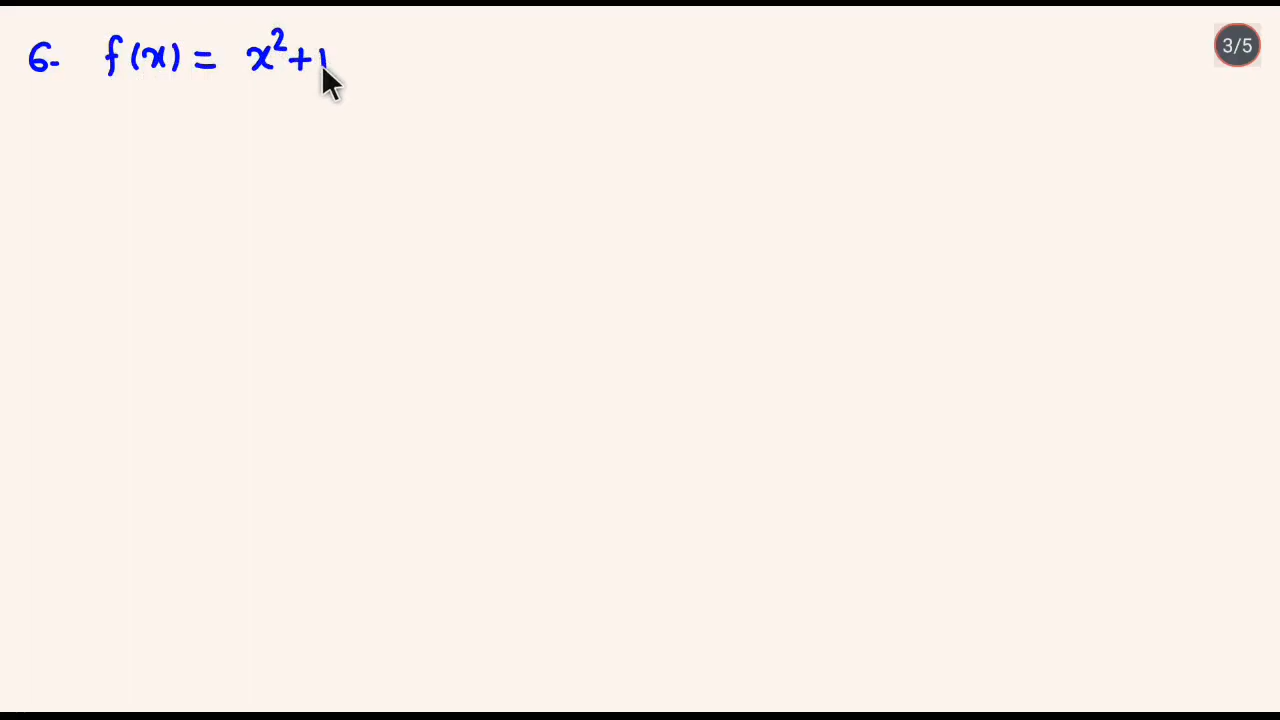 6. f(x) = x²+1
3/5